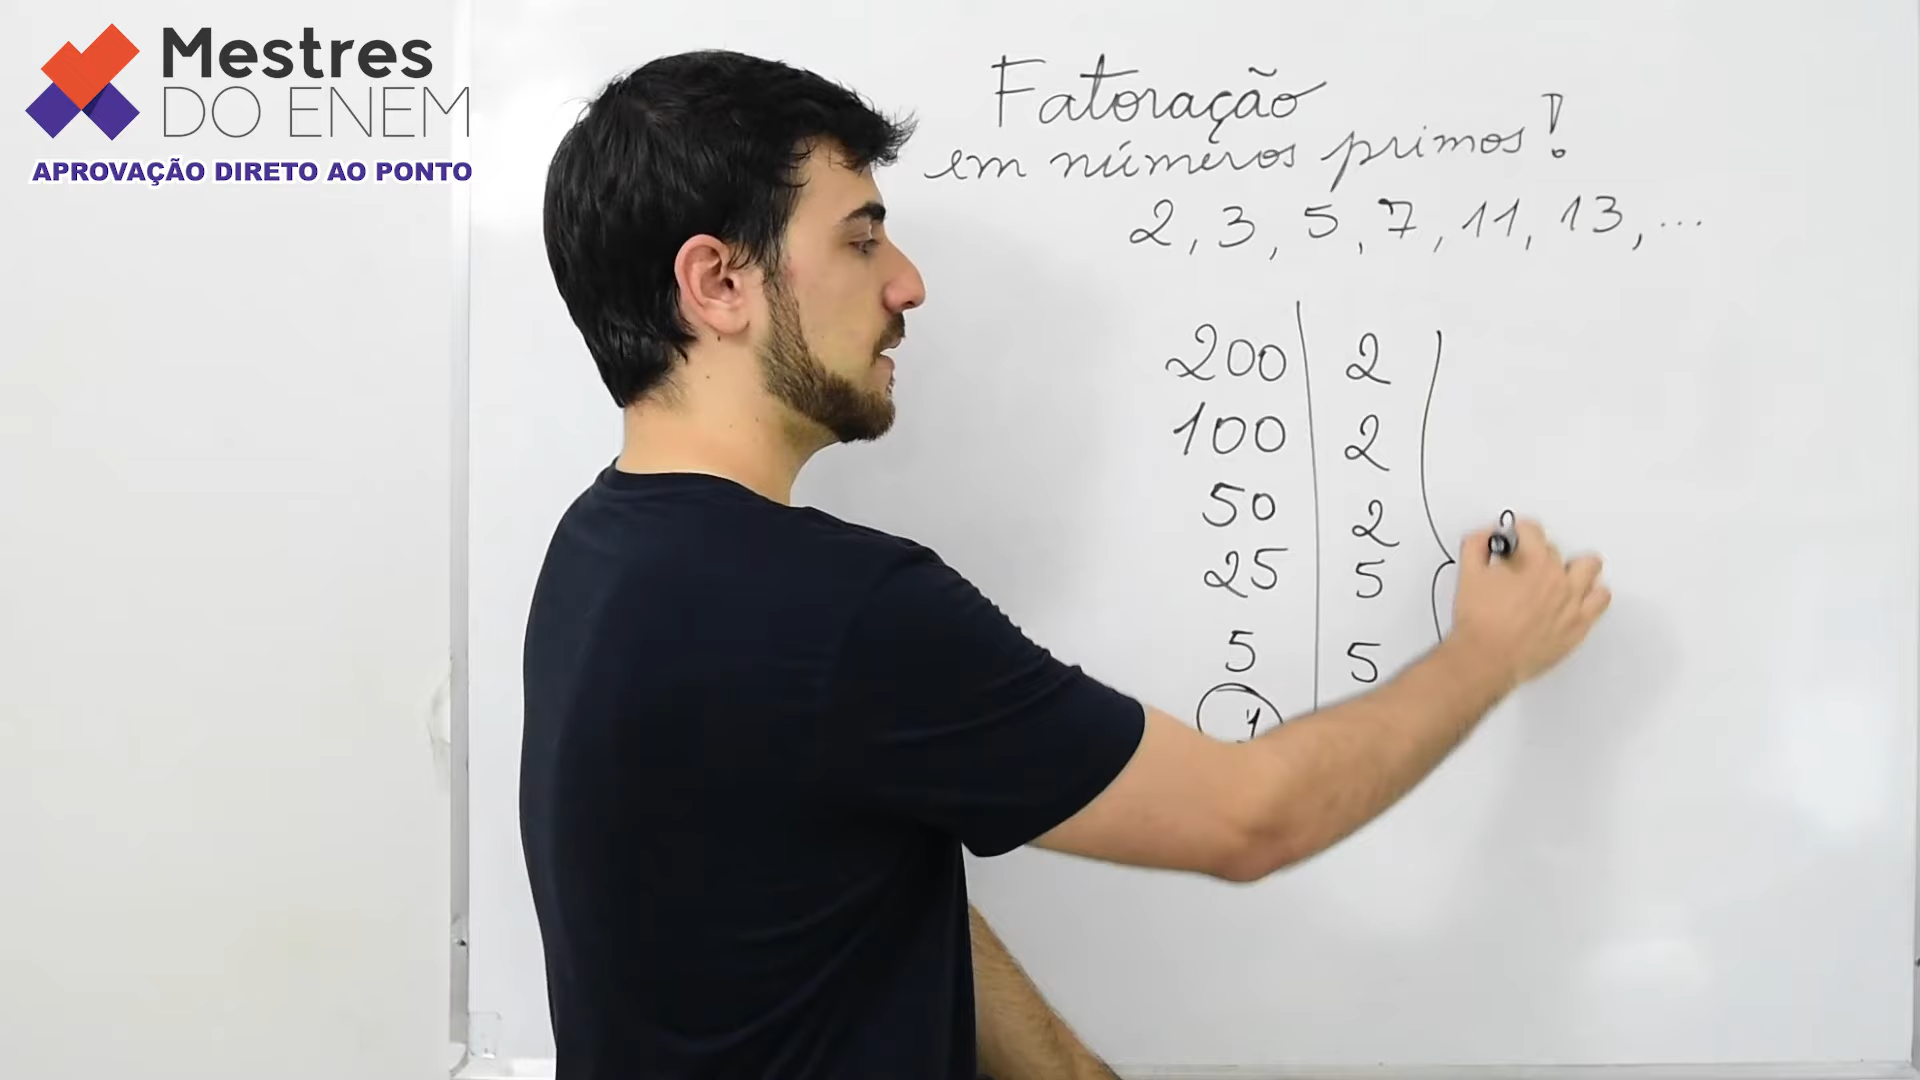 Mestres
DO ENEM
APROVAÇÃO DIRETO AO PONTO
Fatoração
em números primos!
2, 3, 5, 7, 11, 13, ...
200 | 2
100 | 2
50 | 2
25 | 5
5 | 5
1